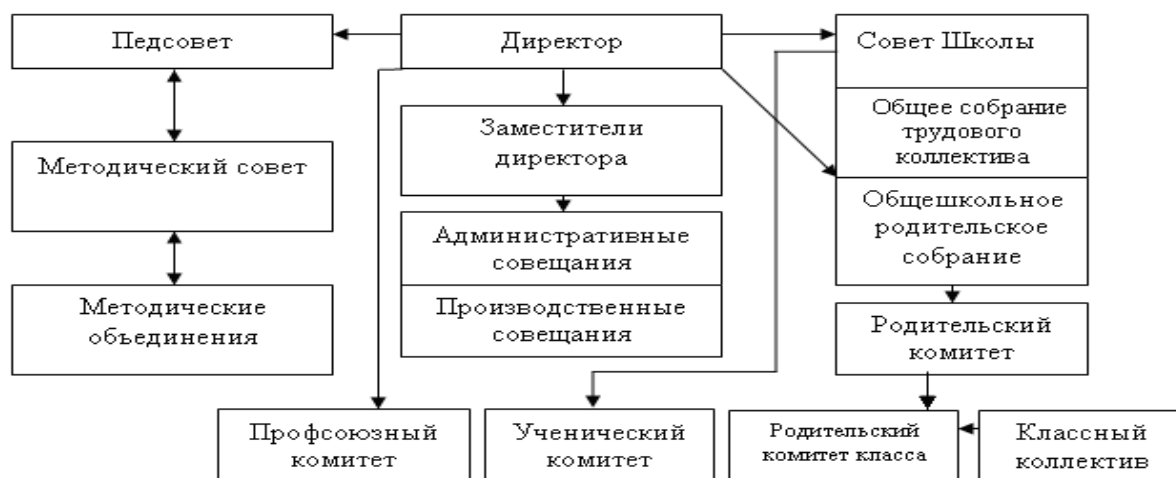 Педсовет
Директор
Совет Школы
Общее собрание
трудового
коллектива
Заместители
директора
Методический совет
Общешкольное
родительское
собрание
Административные
совещания
Производственные
совещания
Методические
объединения
Родительский
комитет
Профсоюзный
комитет
Ученический
комитет
Родительский
комитет класса
Классный
коллектив